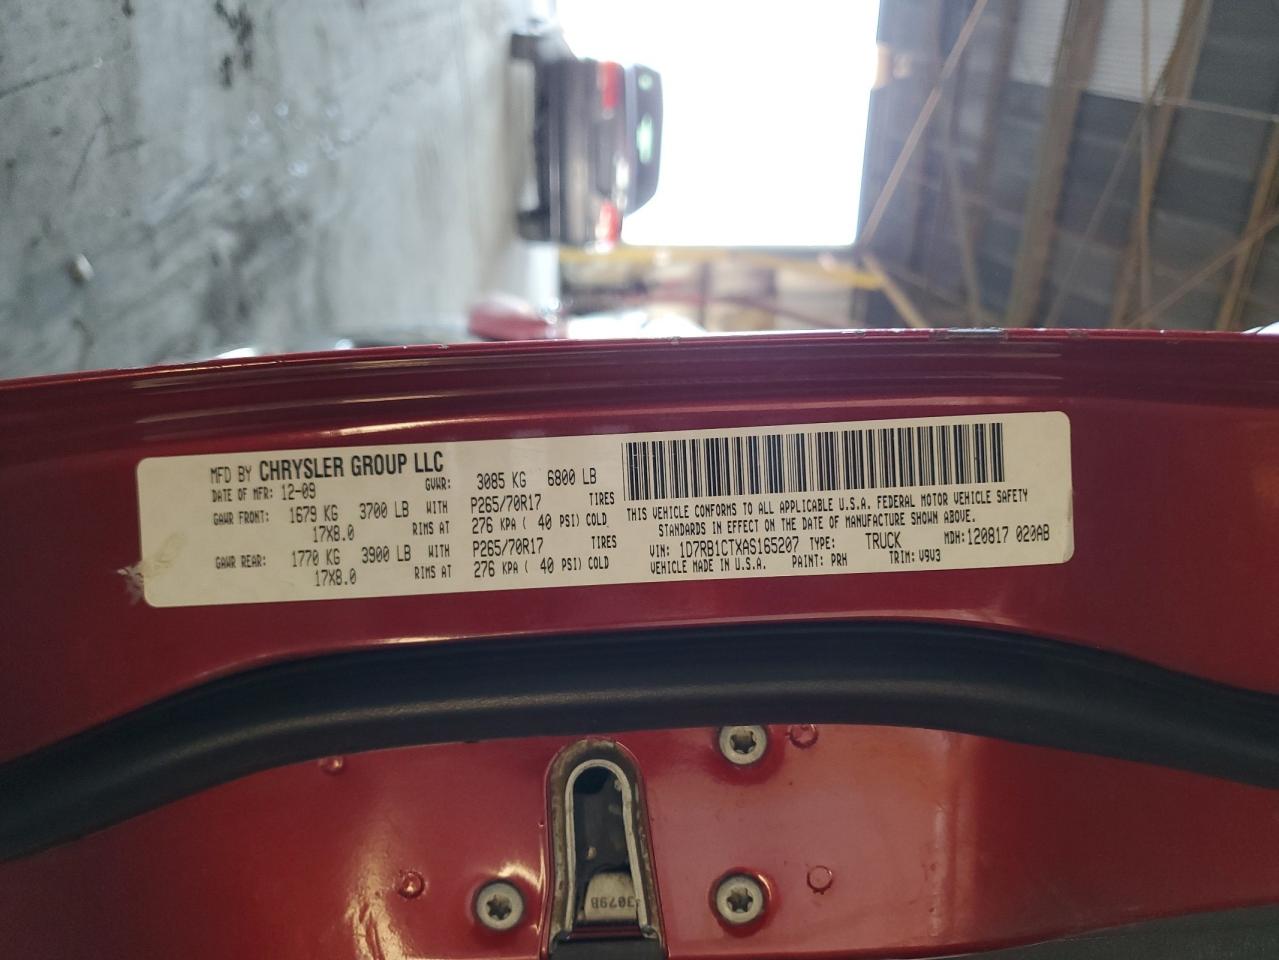 MFD BY CHRYSLER GROUP LLC
DATE OF MFR: 12-09 GVWR: 3085 KG 6800 LB
GAWR FRONT: 1679 KG 3700 LB WITH P265/70R17 TIRES
17X8.0 RIMS AT 276 KPA ( 40 PSI) COLD
GAWR REAR: 1770 KG 3900 LB WITH P265/70R17 TIRES
17X8.0 RIMS AT 276 KPA ( 40 PSI) COLD
THIS VEHICLE CONFORMS TO ALL APPLICABLE U.S.A. FEDERAL MOTOR VEHICLE SAFETY
STANDARDS IN EFFECT ON THE DATE OF MANUFACTURE SHOWN ABOVE.
VIN: 1D7RB1CTXAS165207 TYPE: TRUCK MDH: 120817 020AB
VEHICLE MADE IN U.S.A. PAINT: PRH TRIM: V9V3
3079B